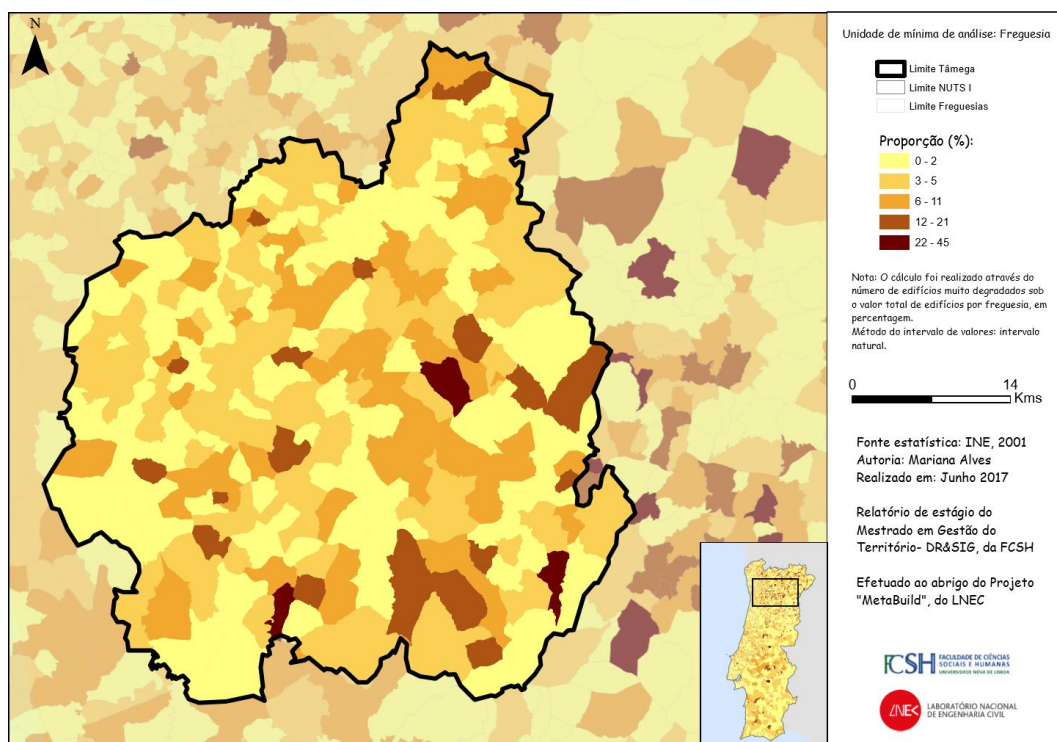 N
Unidade de mínima de análise: Freguesia
Limite Tâmega
Limite NUTS I
Limite Freguesias
Proporção (%):
0 - 2
3 - 5
6 - 11
12 - 21
22 - 45
Nota: O cálculo foi realizado através do
número de edifícios muito degradados sob
o valor total de edifícios por freguesia, em
percentagem.
Método do intervalo de valores: intervalo
natural.
0 14
Kms
Fonte estatística: INE, 2001
Autoria: Mariana Alves
Realizado em: Junho 2017
Relatório de estágio do
Mestrado em Gestão do
Território- DR&SIG, da FCSH
Efetuado ao abrigo do Projeto
"MetaBuild", do LNEC
FCSH FACULDADE DE CIÊNCIAS
SOCIAIS E HUMANAS
UNIVERSIDADE NOVA DE LISBOA
LNEC LABORATÓRIO NACIONAL
DE ENGENHARIA CIVIL